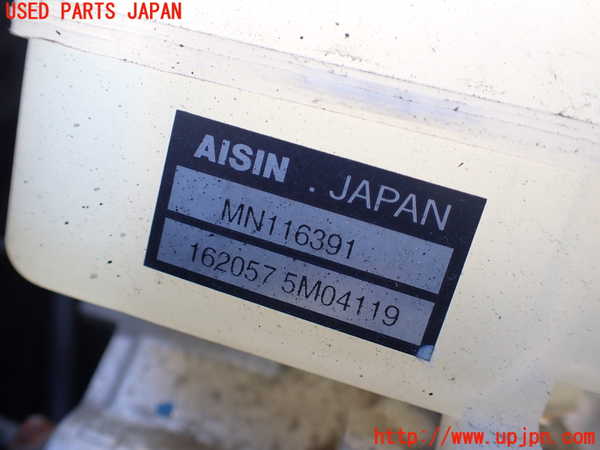 USED PARTS JAPAN
AISIN . JAPAN
MN116391
162057 5M04119
http://www.upjpn.com